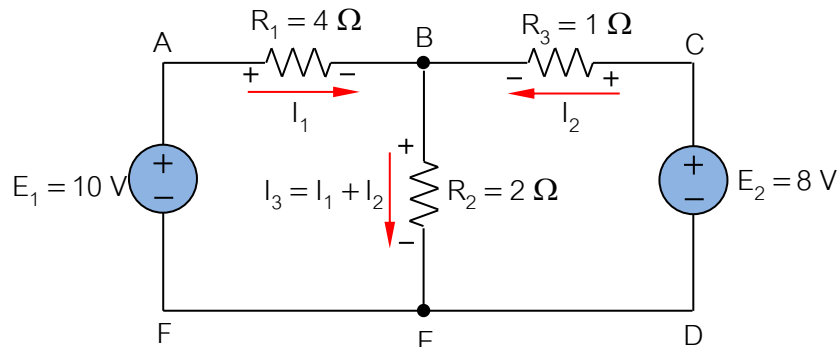 R₁ = 4 Ω
R₃ = 1 Ω
A
B
C
+ − − +
I₁
I₂
+
+
+
E₁ = 10 V
I₃ = I₁ + I₂
R₂ = 2 Ω
E₂ = 8 V
−
−
−
F
D